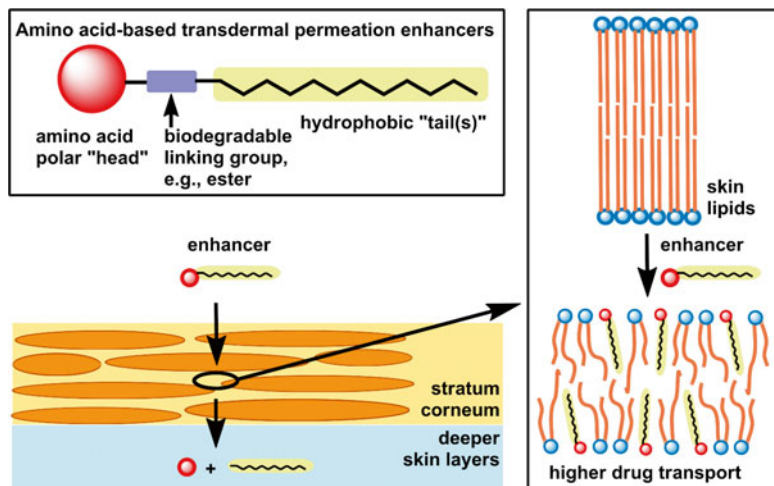 Amino acid-based transdermal permeation enhancers
amino acid
polar "head"
biodegradable
linking group,
e.g., ester
hydrophobic "tail(s)"
enhancer
stratum
corneum
deeper
skin layers
+
skin
lipids
enhancer
higher drug transport